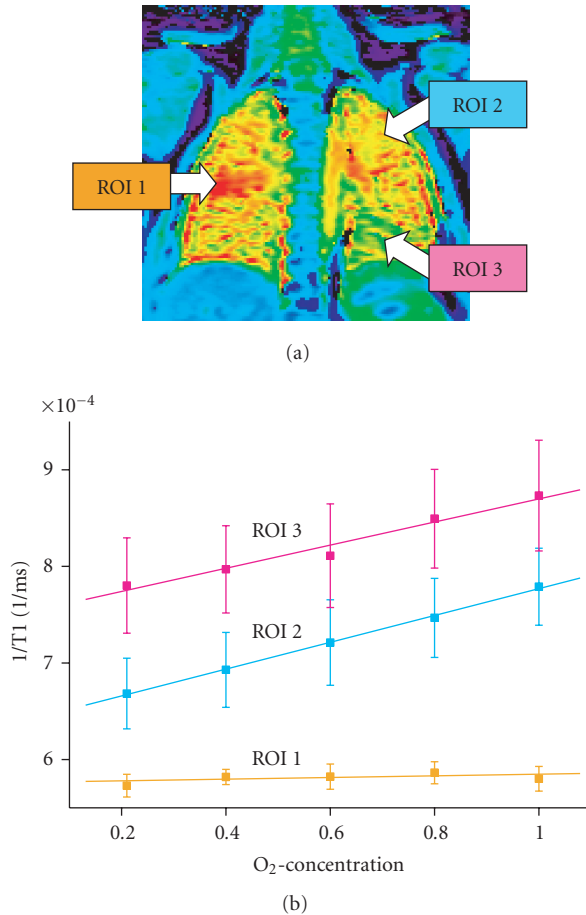 ROI 2
ROI 1
ROI 3
(a)
×10⁻⁴
9
8
7
6
1/T1 (1/ms)
ROI 3
ROI 2
ROI 1
0.2 0.4 0.6 0.8 1
O₂-concentration
(b)